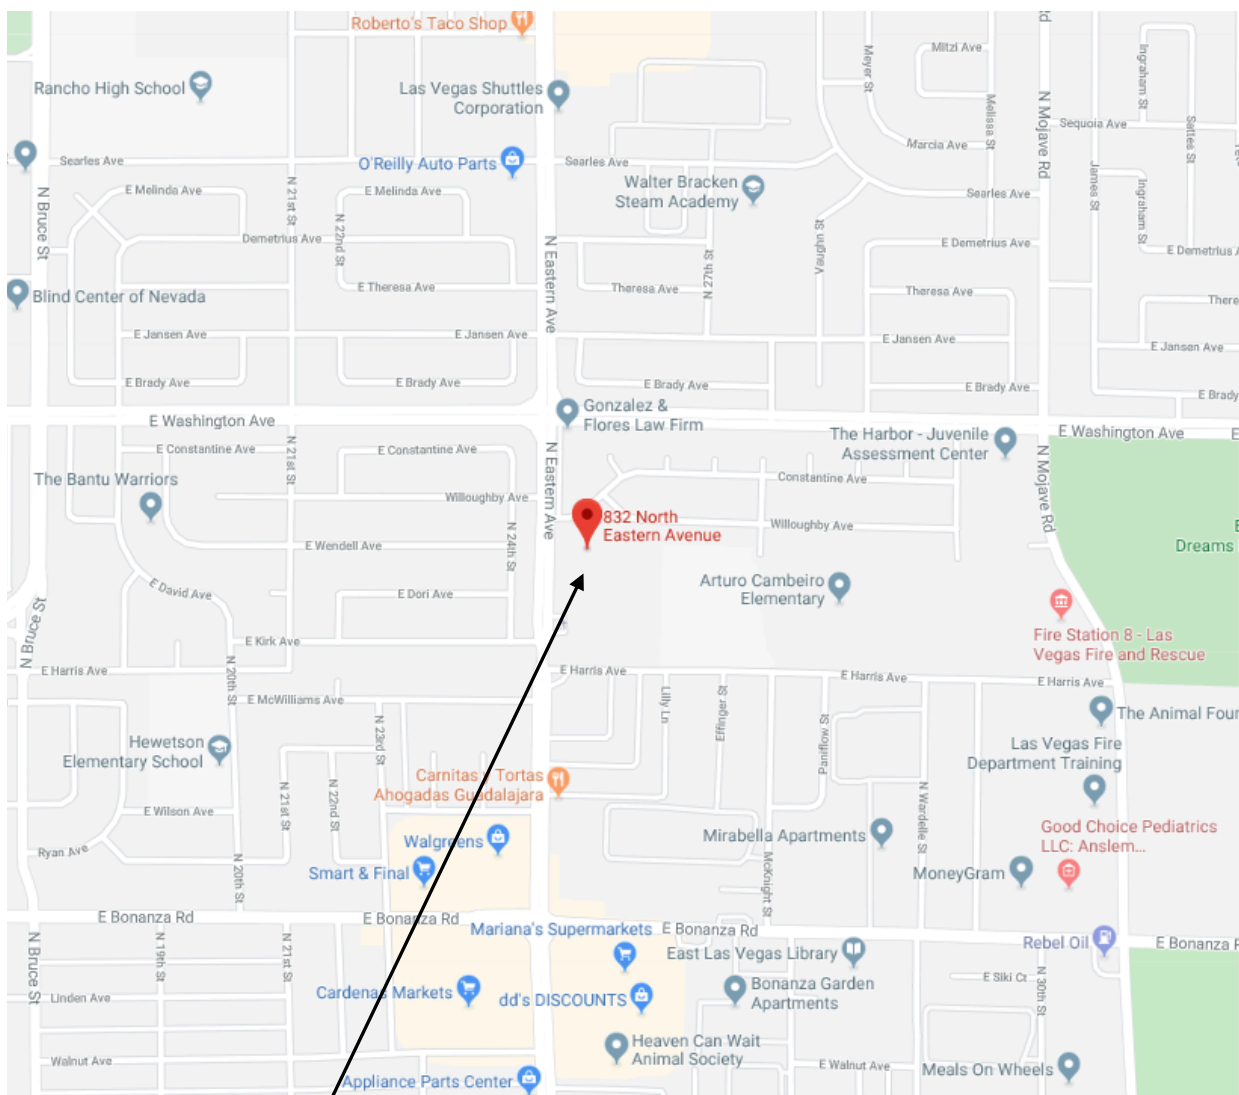 Roberto's Taco Shop
Rd
Mitzi Ave
Meyer St
Ingraham St
Rancho High School
Las Vegas Shuttles
Corporation
N Mojave Rd
Melissa St
Sequoia Ave
Sattes St
Marcia Ave
Searles Ave
O'Reilly Auto Parts
Searles Ave
Walter Bracken
Steam Academy
Searles Ave
James St
Ingraham St
E Melinda Ave
N 21st St
E Melinda Ave
N Bruce St
N 22nd St
Demetrius Ave
N Eastern Ave
N 27th St
Vaughn St
E Demetrius Ave
E Demetrius
Blind Center of Nevada
E Theresa Ave
Theresa Ave
Theresa Ave
There
E Jansen Ave
E Jansen Ave
E Jansen Ave
E Jansen Ave
E Brady Ave
E Brady Ave
E Brady Ave
E Brady Ave
E Brady
E Washington Ave
Gonzalez &
Flores Law Firm
The Harbor - Juvenile
Assessment Center
E Washington Ave
E
E Constantine Ave
N 21st St
E Constantine Ave
N Eastern Ave
N Mojave Rd
The Bantu Warriors
Willoughby Ave
Constantine Ave
832 North
Eastern Avenue
Willoughby Ave
N 24th St
E Wendell Ave
Dreams
E David Ave
E Dori Ave
Arturo Cambeiro
Elementary
N Bruce St
Fire Station 8 - Las
Vegas Fire and Rescue
E Kirk Ave
E Harris Ave
N 20th St
E Harris Ave
E Harris Ave
E Harris Ave
E McWilliams Ave
Lilly Ln
Effinger St
The Animal Four
N 23rd St
Hewetson
Elementary School
Las Vegas Fire
Department Training
Carnitas y Tortas
Ahogadas Guadalajara
N 21st St
N 22nd St
E Wilson Ave
N Wardelle St
Walgreens
Mirabella Apartments
Good Choice Pediatrics
LLC: Anslem...
Ryan Ave
N 20th St
Smart & Final
McKnight St
MoneyGram
E Bonanza Rd
E Bonanza Rd
Mariana's Supermarkets
E Bonanza Rd
Rebel Oil
E Bonanza R
N Bruce St
N 19th St
N 21st St
East Las Vegas Library
E Siki Ct
N 30th St
Linden Ave
Cardenas Markets
dd's DISCOUNTS
Bonanza Garden
Apartments
Heaven Can Wait
Animal Society
Walnut Ave
E Walnut Ave
Meals On Wheels
Appliance Parts Center